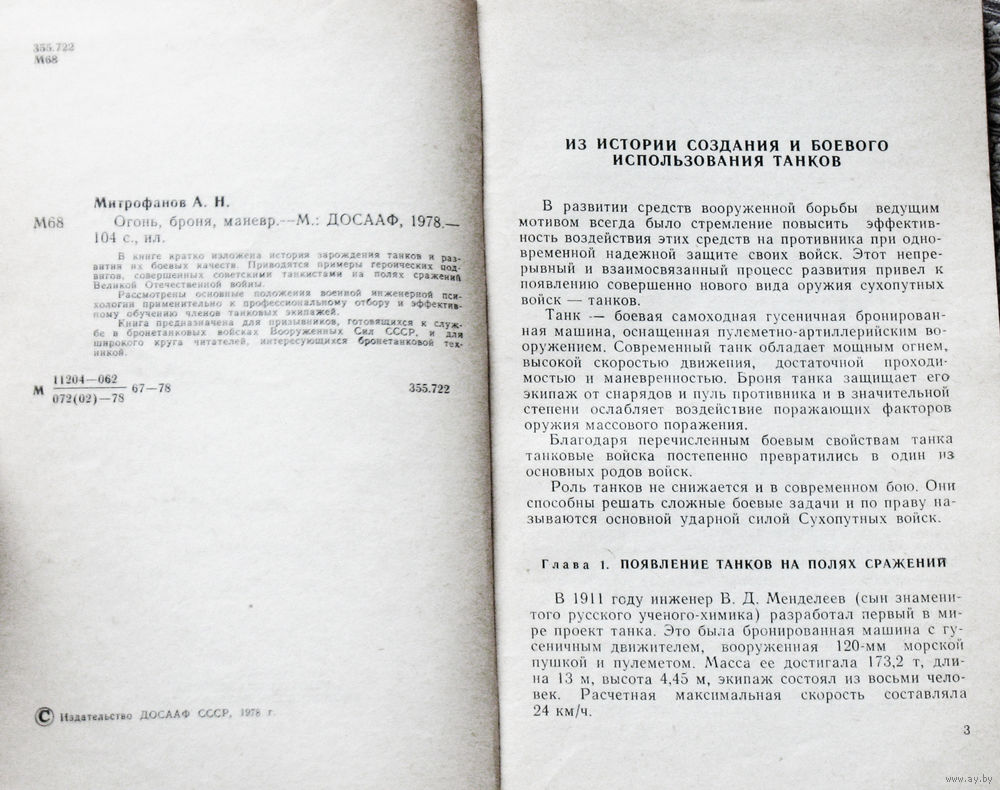 355.722
М68
Митрофанов А. Н.
М68 Огонь, броня, маневр.—М.: ДОСААФ, 1978.—
104 с., ил.
В книге кратко изложена история зарождения танков и раз-
вития их боевых качеств. Приводятся примеры героических под-
вигов, совершенных советскими танкистами на полях сражений
Великой Отечественной войны.
Рассмотрены основные положения военной инженерной пси-
хологии применительно к профессиональному отбору и эффектив-
ному обучению членов танковых экипажей.
Книга предназначена для призывников, готовящихся к служ-
бе в бронетанковых войсках Вооруженных Сил СССР, и для
широкого круга читателей, интересующихся бронетанковой тех-
никой.
М 11204—062
072(02)—78 67—78 355.722
© Издательство ДОСААФ СССР, 1978 г.
ИЗ ИСТОРИИ СОЗДАНИЯ И БОЕВОГО
ИСПОЛЬЗОВАНИЯ ТАНКОВ
В развитии средств вооруженной борьбы ведущим
мотивом всегда было стремление повысить эффектив-
ность воздействия этих средств на противника при одно-
временной надежной защите своих войск. Этот непре-
рывный и взаимосвязанный процесс развития привел к
появлению совершенно нового вида оружия сухопутных
войск — танков.
Танк — боевая самоходная гусеничная бронирован-
ная машина, оснащенная пулеметно-артиллерийским во-
оружением. Современный танк обладает мощным огнем,
высокой скоростью движения, достаточной проходи-
мостью и маневренностью. Броня танка защищает его
экипаж от снарядов и пуль противника и в значительной
степени ослабляет воздействие поражающих факторов
оружия массового поражения.
Благодаря перечисленным боевым свойствам танка
танковые войска постепенно превратились в один из
основных родов войск.
Роль танков не снижается и в современном бою. Они
способны решать сложные боевые задачи и по праву на-
зываются основной ударной силой Сухопутных войск.
Глава 1. ПОЯВЛЕНИЕ ТАНКОВ НА ПОЛЯХ СРАЖЕНИЙ
В 1911 году инженер В. Д. Менделеев (сын знамени-
того русского ученого-химика) разработал первый в ми-
ре проект танка. Это была бронированная машина с гу-
сеничным движителем, вооруженная 120-мм морской
пушкой и пулеметом. Масса ее достигала 173,2 т, дли-
на 13 м, высота 4,45 м, экипаж состоял из восьми чело-
век. Расчетная максимальная скорость составляла
24 км/ч.
3
www.ay.by